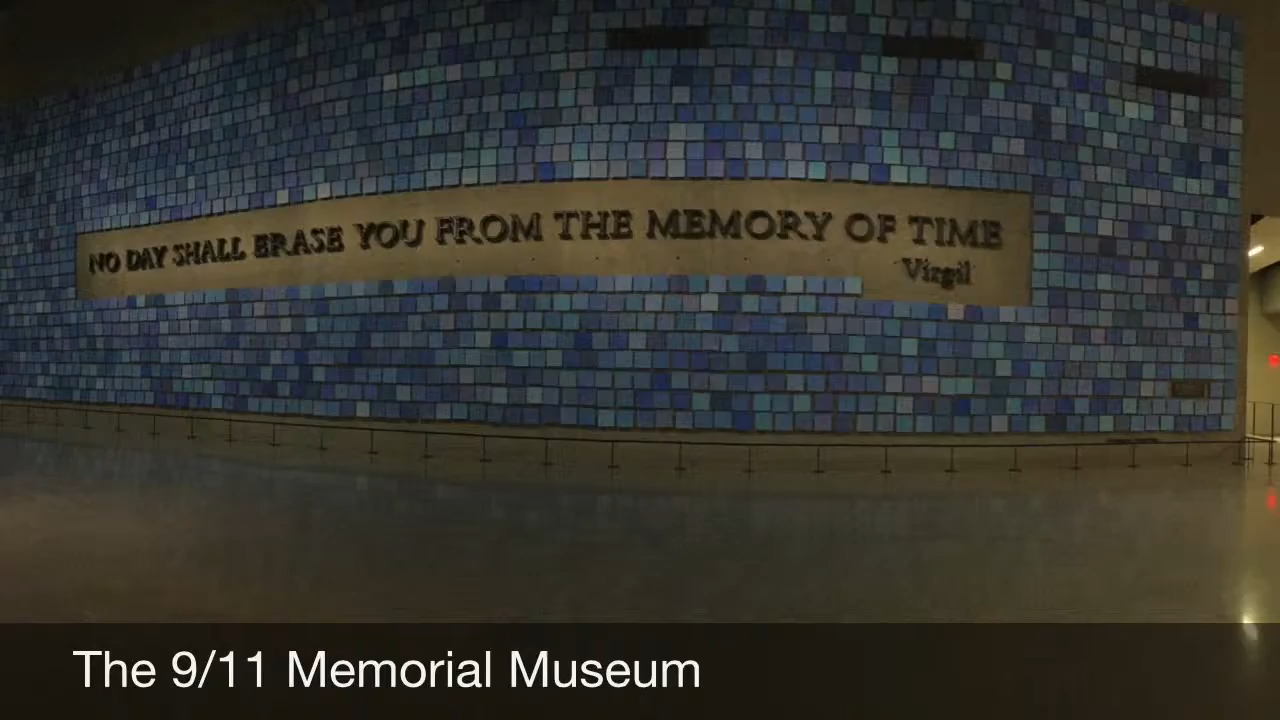 NO DAY SHALL ERASE YOU FROM THE MEMORY OF TIME
Virgil
The 9/11 Memorial Museum